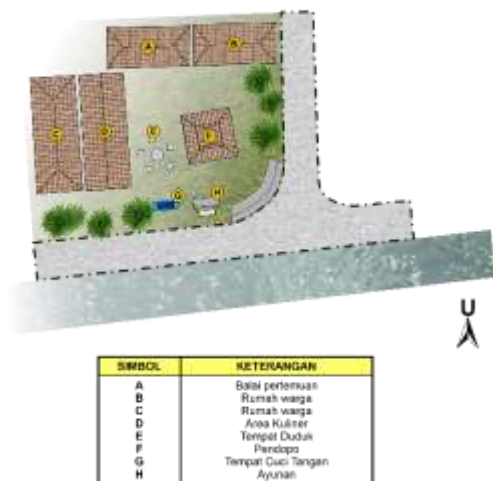 A
B
C
D
E
F
G
H
U
SIMBOL KETERANGAN
A Balai pertemuan
B Rumah warga
C Rumah warga
D Area Kuliner
E Tempat Duduk
F Pendopo
G Tempat Cuci Tangan
H Ayunan